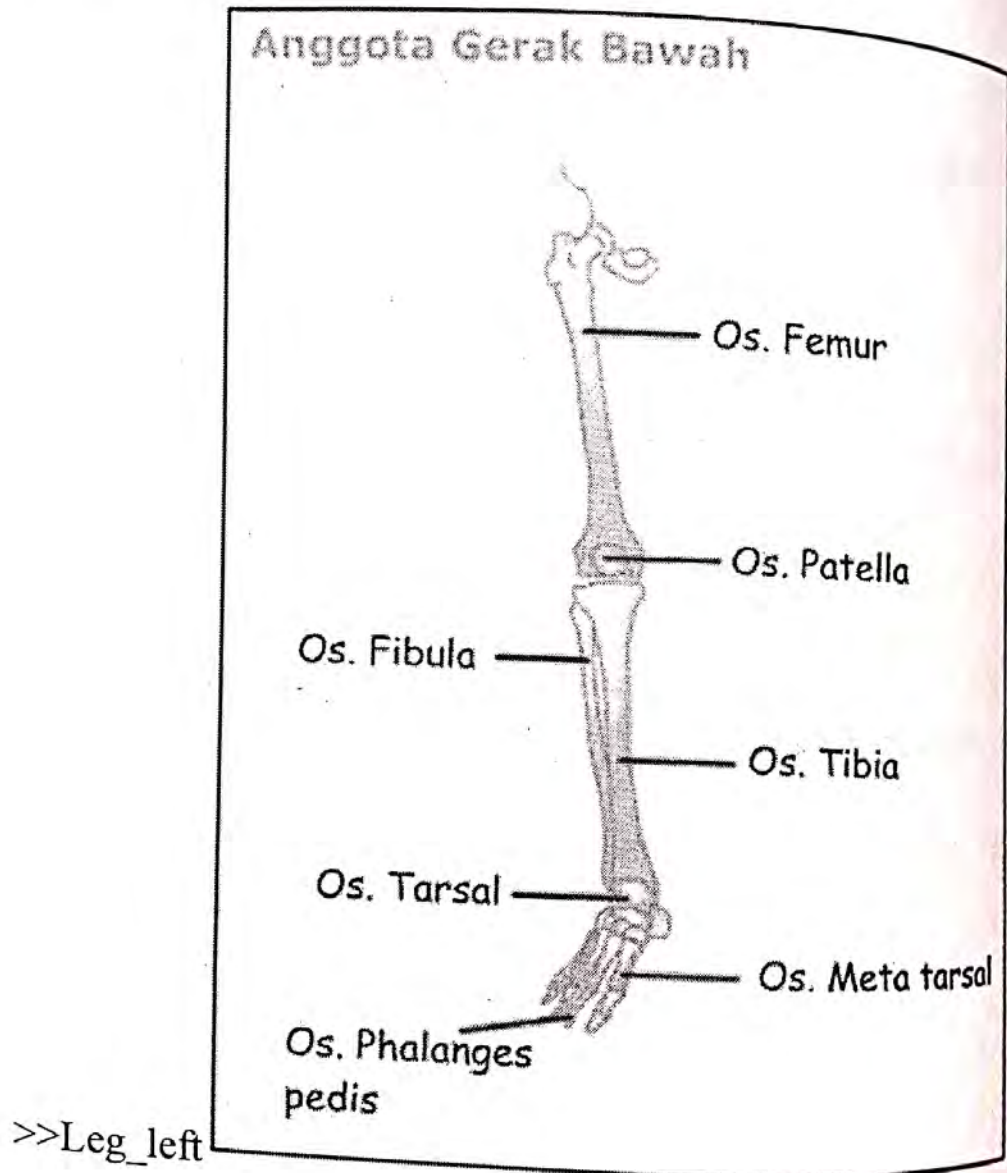 Anggota Gerak Bawah
Os. Femur
Os. Patella
Os. Fibula
Os. Tibia
Os. Tarsal
Os. Meta tarsal
Os. Phalanges
pedis
>>Leg_left